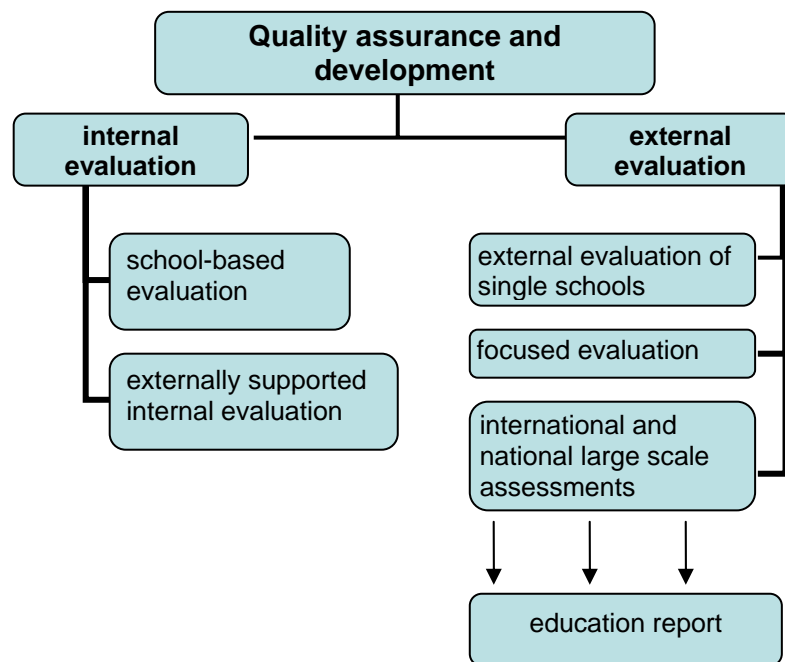 Quality assurance and
development
internal
evaluation
external
evaluation
school-based
evaluation
externally supported
internal evaluation
external evaluation of
single schools
focused evaluation
international and
national large scale
assessments
education report